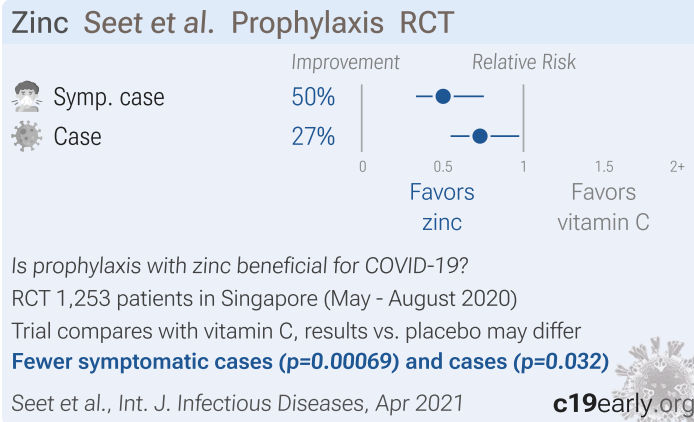 Zinc Seet et al. Prophylaxis RCT
Improvement Relative Risk
Symp. case 50%
Case 27%
0 0.5 1 1.5 2+
Favors zinc
Favors vitamin C
Is prophylaxis with zinc beneficial for COVID-19?
RCT 1,253 patients in Singapore (May - August 2020)
Trial compares with vitamin C, results vs. placebo may differ
Fewer symptomatic cases (p=0.00069) and cases (p=0.032)
Seet et al., Int. J. Infectious Diseases, Apr 2021 c19early.org